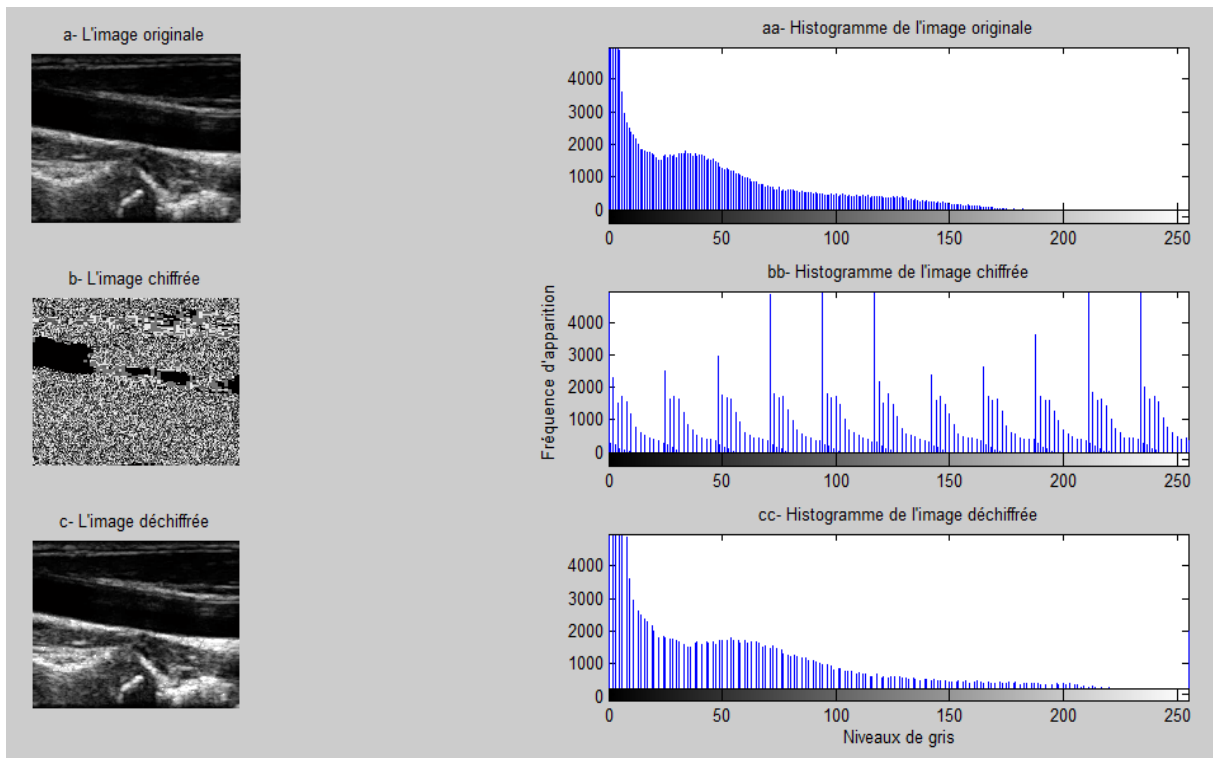 a- L'image originale
aa- Histogramme de l'image originale
4000
3000
2000
1000
0
0 50 100 150 200 250
b- L'image chiffrée
bb- Histogramme de l'image chiffrée
Fréquence d'apparition
4000
3000
2000
1000
0
0 50 100 150 200 250
c- L'image déchiffrée
cc- Histogramme de l'image déchiffrée
4000
3000
2000
1000
0
0 50 100 150 200 250
Niveaux de gris